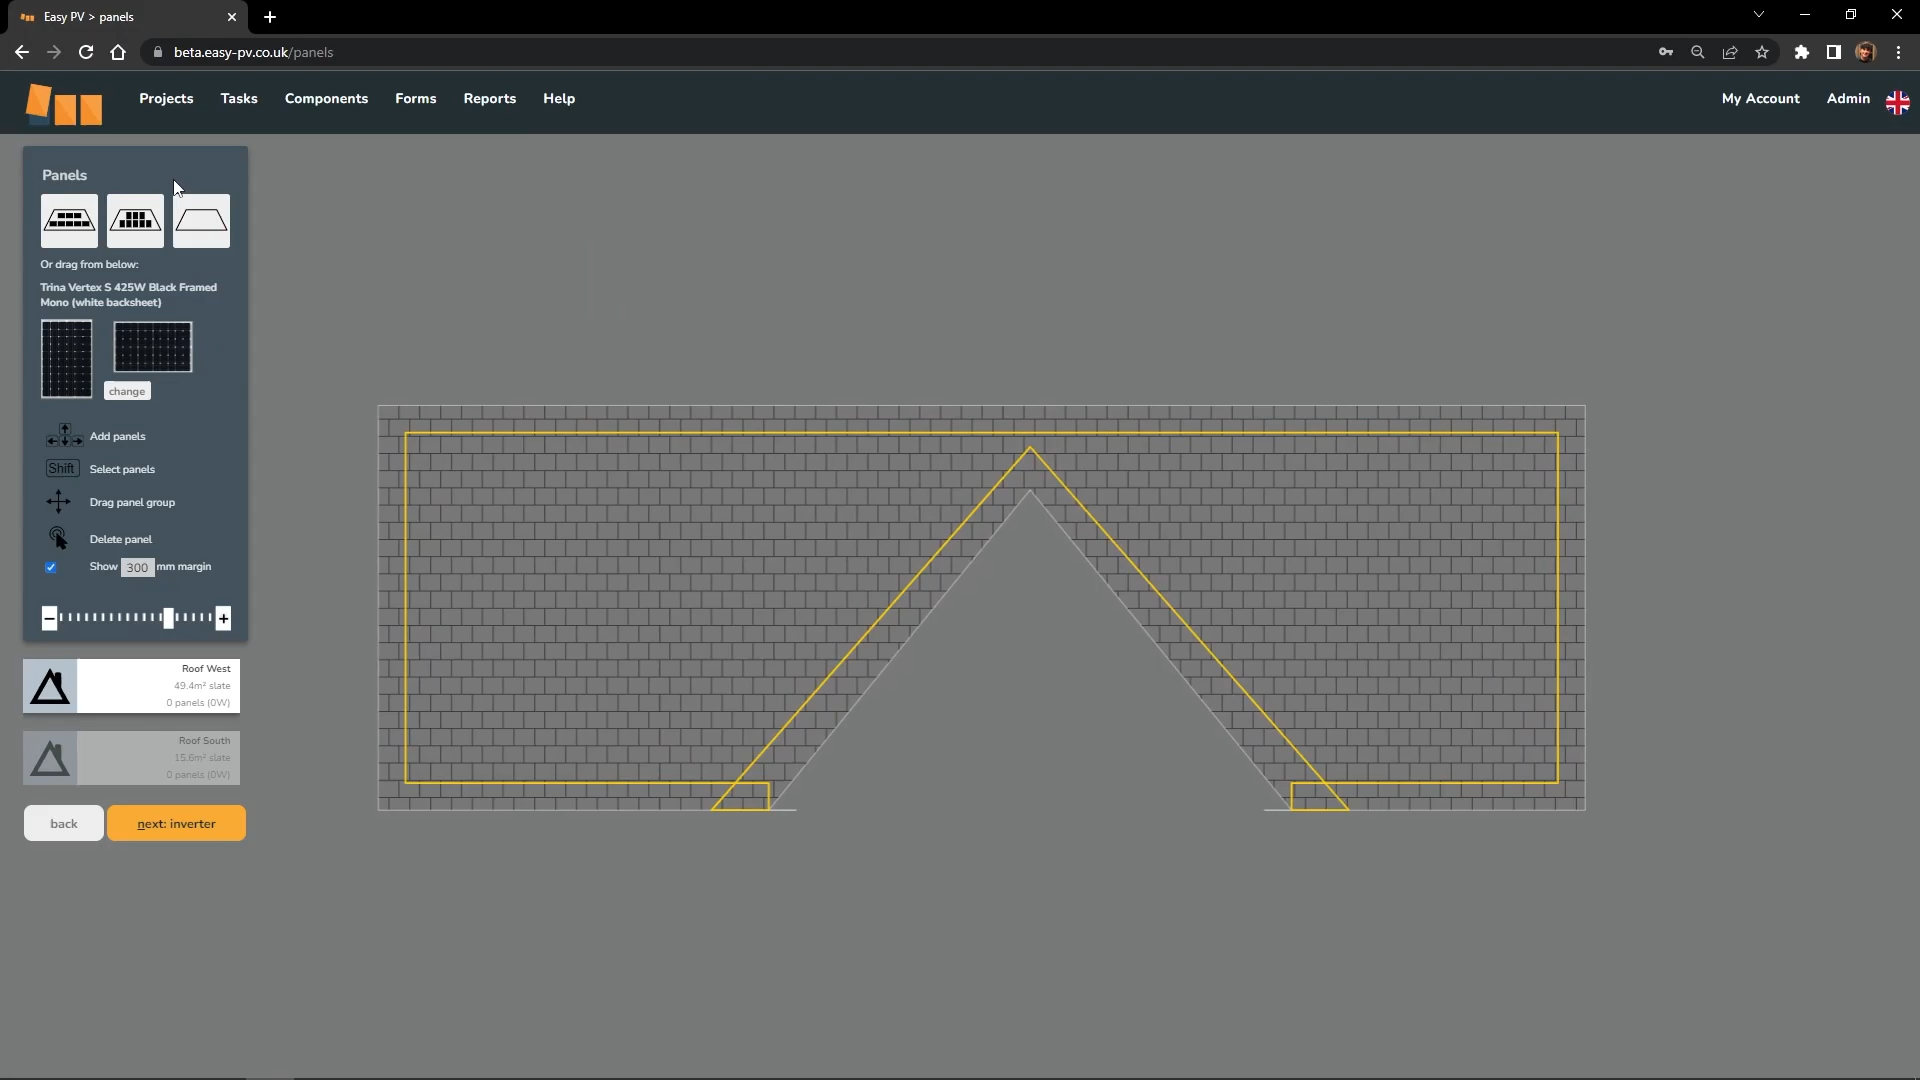 Easy PV > panels
beta.easy-pv.co.uk/panels
Projects Tasks Components Forms Reports Help My Account Admin
Panels
Or drag from below:
Trina Vertex S 425W Black Framed
Mono (white backsheet)
change
Add panels
Shift Select panels
Drag panel group
Delete panel
Show 300 mm margin
Roof West
49.4m² slate
0 panels (0W)
Roof South
15.6m² slate
0 panels (0W)
back next: inverter